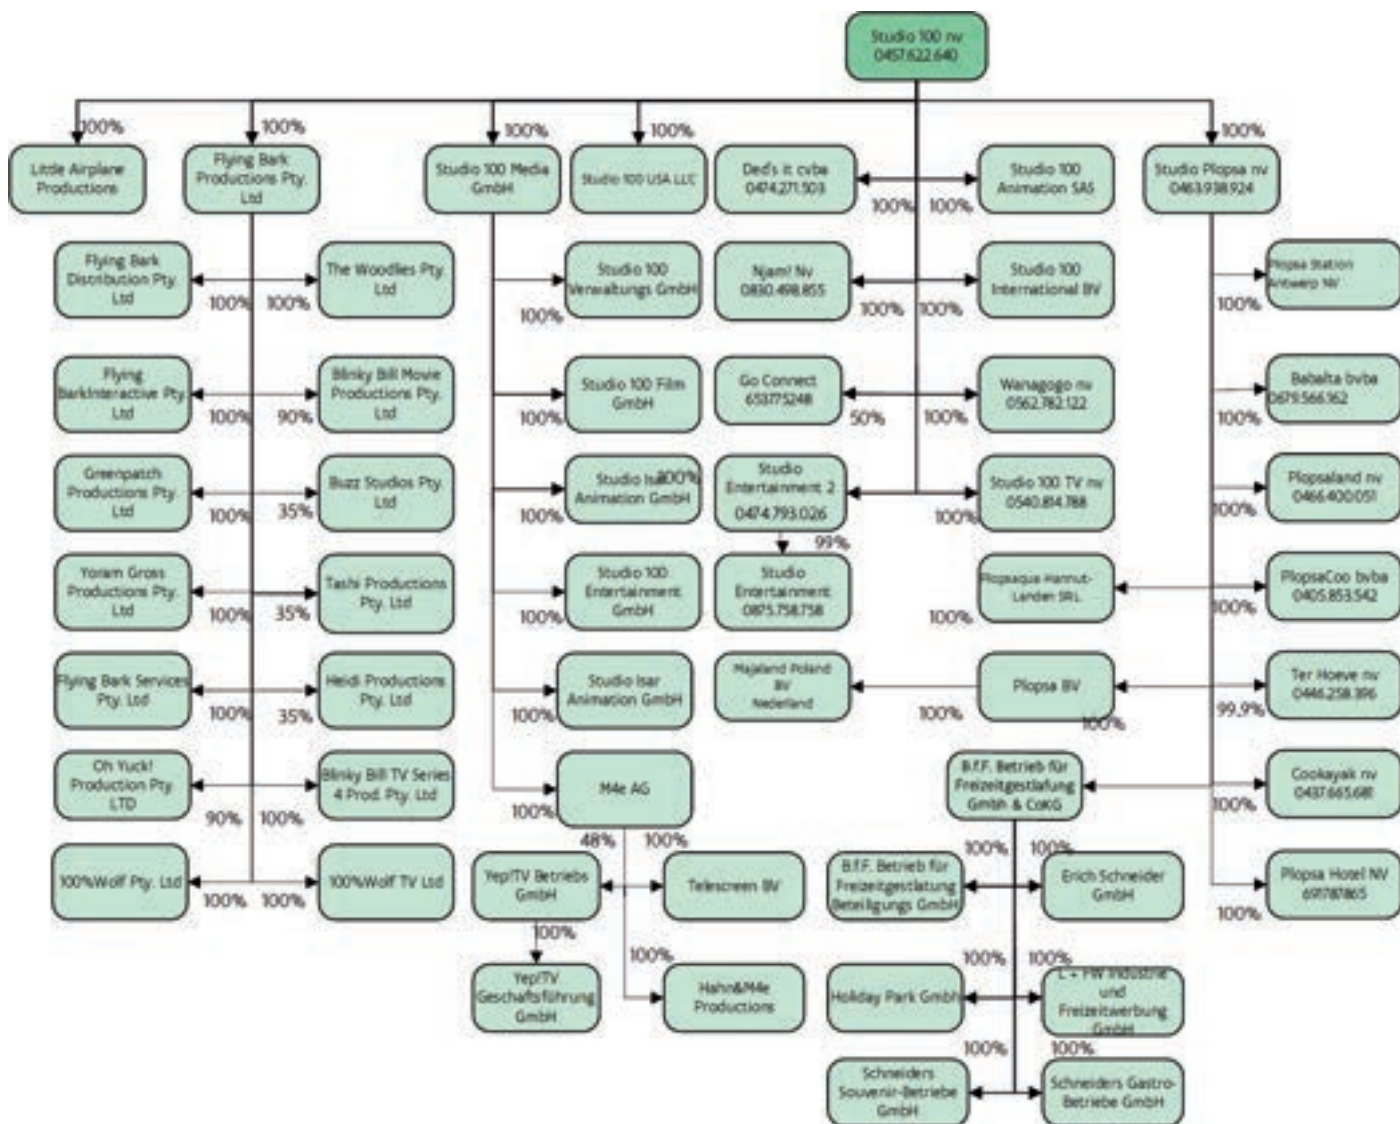 Studio 100 nv
0457.622.640
100%
100%
100%
100%
100%
Little Airplane
Productions
Flying Bark
Productions Pty.
Ltd
Studio 100 Media
GmbH
Studio 100 USA LLC
Ded's it cvba
0474.271.503
Studio 100
Animation SAS
Studio Plopsa nv
0463.938.924
100%
100%
Flying Bark
Distribution Pty.
Ltd
The Woodlies Pty.
Ltd
Studio 100
Verwaltungs GmbH
Njam! Nv
0830.498.855
Studio 100
International BV
Plopsa Station
Antwerp NV
100%
100%
100%
100%
100%
100%
Flying
BarkInteractive Pty.
Ltd
Blinky Bill Movie
Productions Pty.
Ltd
Studio 100 Film
GmbH
Go Connect
653775248
Wanagogo nv
0562.782.122
Babalta bvba
0679.566.162
100%
90%
100%
50%
100%
100%
Greenpatch
Productions Pty.
Ltd
Buzz Studios Pty.
Ltd
Studio Isar
Animation GmbH
100%
Studio
Entertainment 2
0474.793.026
Studio 100 TV nv
0540.814.788
Plopsaland nv
0466.400.051
100%
35%
100%
100%
100%
99%
Yoram Gross
Productions Pty.
Ltd
Tashi Productions
Pty. Ltd
Studio 100
Entertainment
GmbH
Studio
Entertainment
0875.758.758
Plopsaqua Hannut-
Landen SRL
PlopsaCoo bvba
0405.853.542
100%
35%
100%
100%
100%
Flying Bark Services
Pty. Ltd
Heidi Productions
Pty. Ltd
Studio Isar
Animation GmbH
Majaland Poland
BV
Nederland
Plopsa BV
Ter Hoeve nv
0446.258.396
100%
35%
100%
100%
100%
99,9%
Oh Yuck!
Production Pty
LTD
Blinky Bill TV Series
4 Prod. Pty. Ltd
M4e AG
B.f.F. Betrieb für
Freizeitgestlafung
Gmbh & CoKG
Cookayak nv
0437.665.681
90%
100%
100%
48%
100%
100%
100%
100%
100%Wolf Pty. Ltd
100%Wolf TV Ltd
Yep!TV Betriebs
GmbH
Telescreen BV
B.f.F. Betrieb für
Freizeitgestlatung
Beteiligungs GmbH
Erich Schneider
GmbH
Plopsa Hotel NV
691787865
100%
100%
100%
100%
100%
100%
100%
Yep!TV
Geschaftsführung
GmbH
Hahn&M4e
Productions
Holiday Park GmbH
L + FW Industrie
und
Freizeitwerbung
GmbH
100%
100%
Schneiders
Souvenir-Betriebe
GmbH
Schneiders Gastro-
Betriebe GmbH